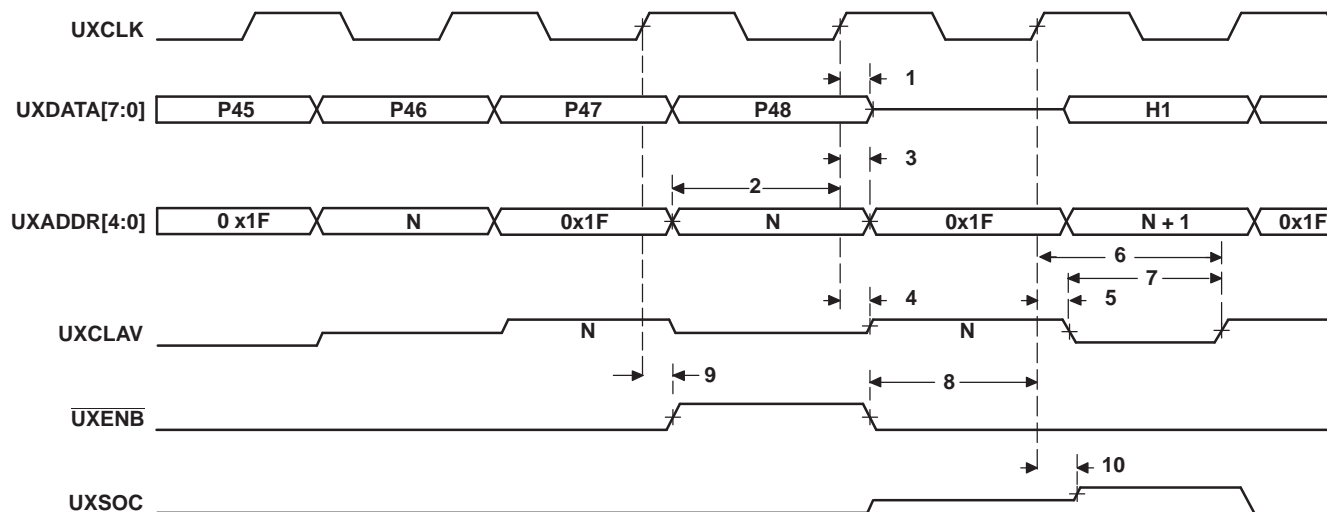 UXCLK
1
UXDATA[7:0] P45 P46 P47 P48 H1
3
2
UXADDR[4:0] 0 x1F N 0x1F N 0x1F N + 1 0x1F
6
7
4 5
UXCLAV N N
9 8
UXENB
10
UXSOC